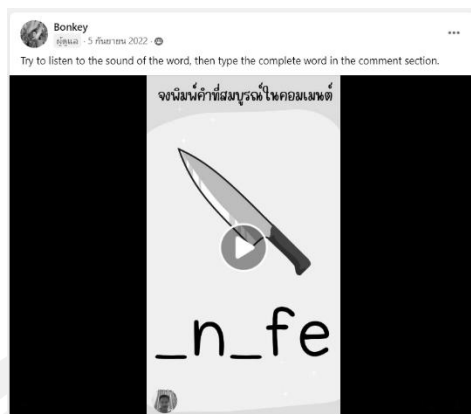 Bonkey
ผู้ดูแล · 5 กันยายน 2022 ·
Try to listen to the sound of the word, then type the complete word in the comment section.
จงพิมพ์คำที่สมบูรณ์ในคอมเมนต์
_n_fe